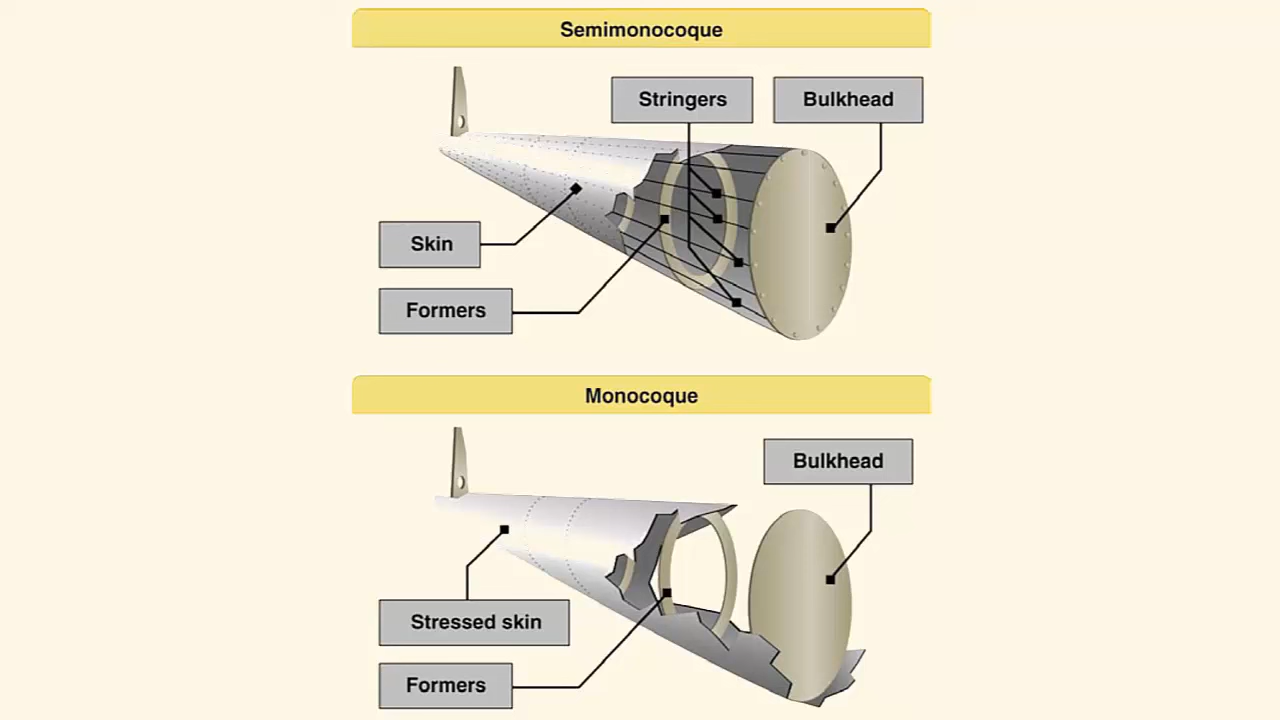 Semimonocoque
Stringers
Bulkhead
Skin
Formers
Monocoque
Bulkhead
Stressed skin
Formers